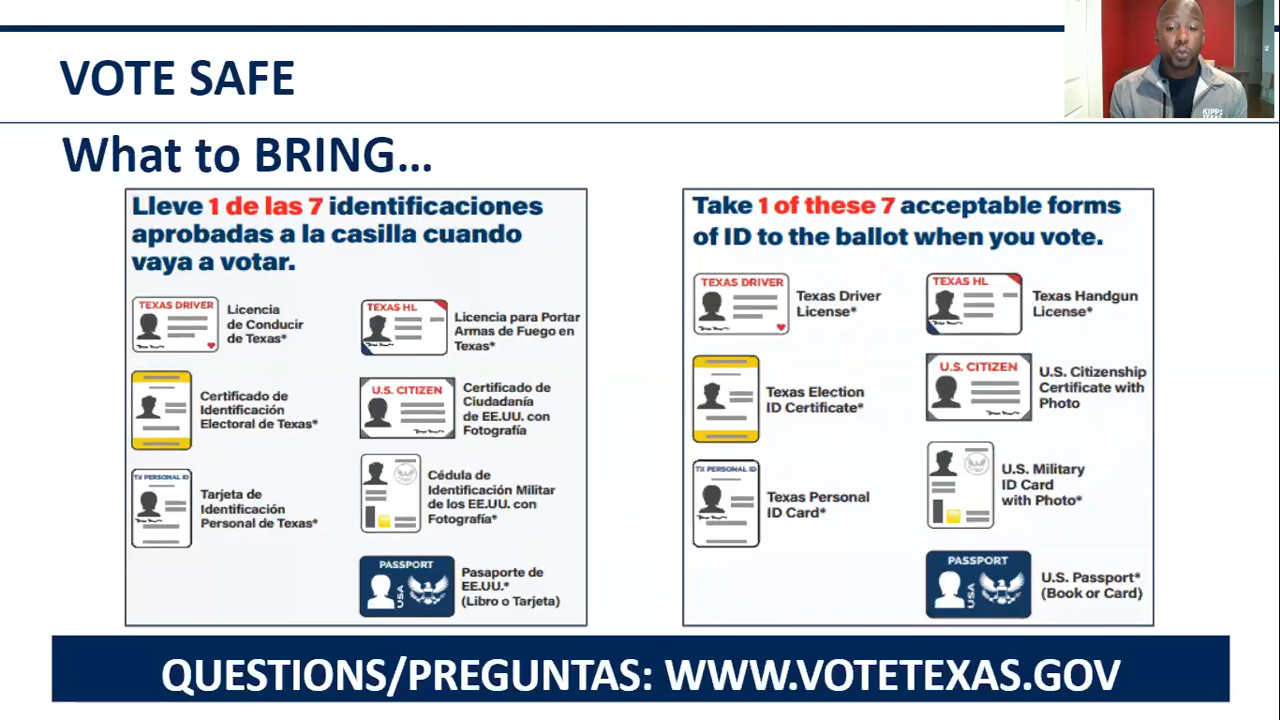 VOTE SAFE
KIPP:
What to BRING...
Lleve 1 de las 7 identificaciones
aprobadas a la casilla cuando
vaya a votar.
TEXAS DRIVER
Licencia
de Conducir
de Texas*
TEXAS HL
Licencia para Portar
Armas de Fuego en
Texas*
Certificado de
Identificación
Electoral de Texas*
U.S. CITIZEN
Certificado de
Ciudadanía
de EE.UU. con
Fotografía
TX PERSONAL ID
Tarjeta de
Identificación
Personal de Texas*
Cédula de
Identificación Militar
de los EE.UU. con
Fotografía*
PASSPORT
USA
Pasaporte de
EE.UU.*
(Libro o Tarjeta)
Take 1 of these 7 acceptable forms
of ID to the ballot when you vote.
TEXAS DRIVER
Texas Driver
License*
TEXAS HL
Texas Handgun
License*
Texas Election
ID Certificate*
U.S. CITIZEN
U.S. Citizenship
Certificate with
Photo
TX PERSONAL ID
Texas Personal
ID Card*
U.S. Military
ID Card
with Photo*
PASSPORT
USA
U.S. Passport*
(Book or Card)
QUESTIONS/PREGUNTAS: WWW.VOTETEXAS.GOV